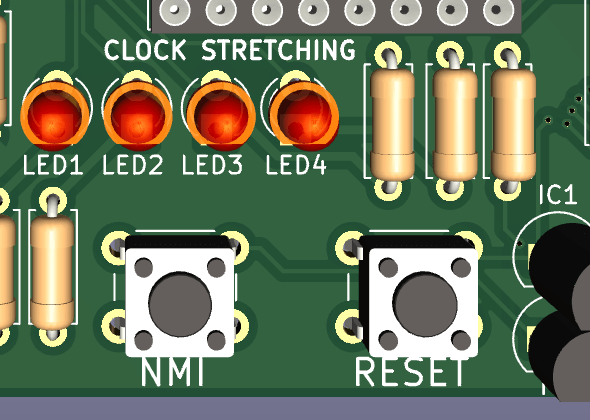 CLOCK STRETCHING
LED1 LED2 LED3 LED4
IC1
NMI RESET